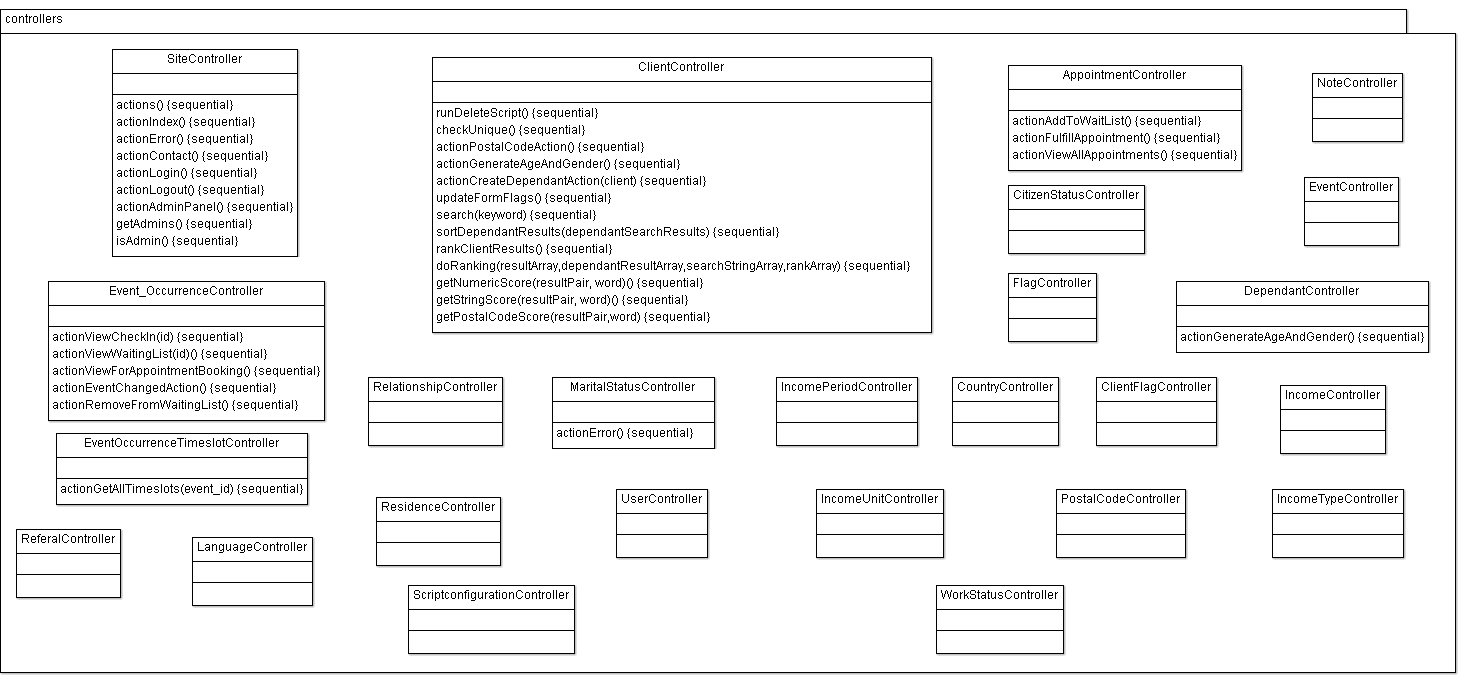 controllers
SiteController
actions() {sequential}
actionIndex() {sequential}
actionError() {sequential}
actionContact() {sequential}
actionLogin() {sequential}
actionLogout() {sequential}
actionAdminPanel() {sequential}
getAdmins() {sequential}
isAdmin() {sequential}
ClientController
runDeleteScript() {sequential}
checkUnique() {sequential}
actionPostalCodeAction() {sequential}
actionGenerateAgeAndGender() {sequential}
actionCreateDependantAction(client) {sequential}
updateFormFlags() {sequential}
search(keyword) {sequential}
sortDependantResults(dependantSearchResults) {sequential}
rankClientResults() {sequential}
doRanking(resultArray,dependantResultArray,searchStringArray,rankArray) {sequential}
getNumericScore(resultPair, word)() {sequential}
getStringScore(resultPair, word)() {sequential}
getPostalCodeScore(resultPair,word) {sequential}
AppointmentController
actionAddToWaitList() {sequential}
actionFulfillAppointment() {sequential}
actionViewAllAppointments() {sequential}
NoteController
CitizenStatusController
EventController
FlagController
DependantController
actionGenerateAgeAndGender() {sequential}
Event_OccurrenceController
actionViewCheckIn(id) {sequential}
actionViewWaitingList(id)() {sequential}
actionViewForAppointmentBooking() {sequential}
actionEventChangedAction() {sequential}
actionRemoveFromWaitingList() {sequential}
RelationshipController
MaritalStatusController
actionError() {sequential}
IncomePeriodController
CountryController
ClientFlagController
IncomeController
EventOccurrenceTimeslotController
actionGetAllTimeslots(event_id) {sequential}
ResidenceController
UserController
IncomeUnitController
PostalCodeController
IncomeTypeController
ReferalController
LanguageController
ScriptconfigurationController
WorkStatusController